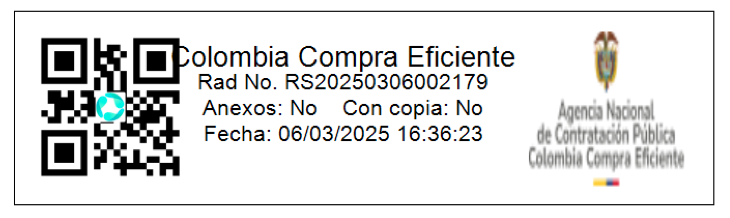 Colombia Compra Eficiente
Rad No. RS20250306002179
Anexos: No Con copia: No
Fecha: 06/03/2025 16:36:23
Agencia Nacional
de Contratación Pública
Colombia Compra Eficiente